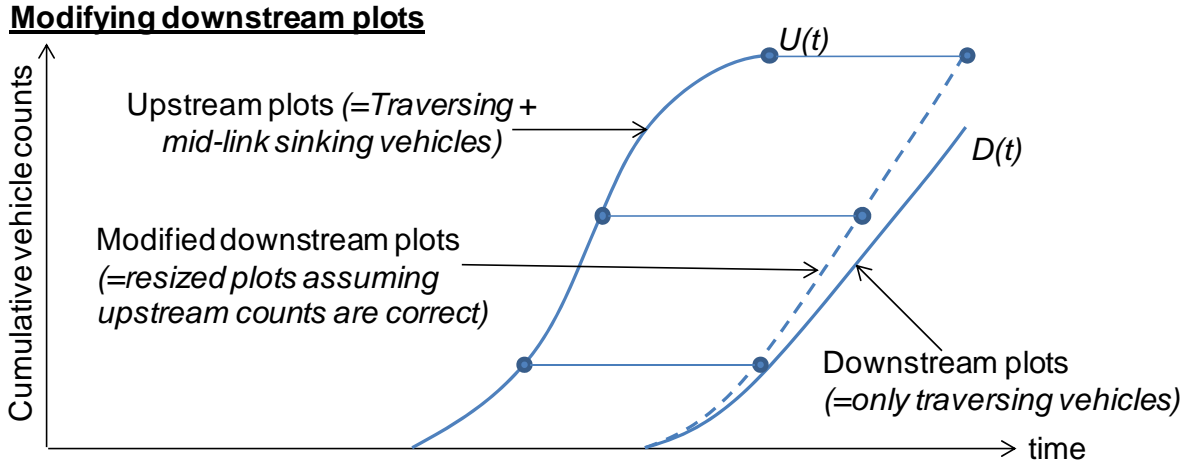 Modifying downstream plots
U(t)
Cumulative vehicle counts
Upstream plots (=Traversing +
mid-link sinking vehicles)
D(t)
Modified downstream plots
(=resized plots assuming
upstream counts are correct)
Downstream plots
(=only traversing vehicles)
time